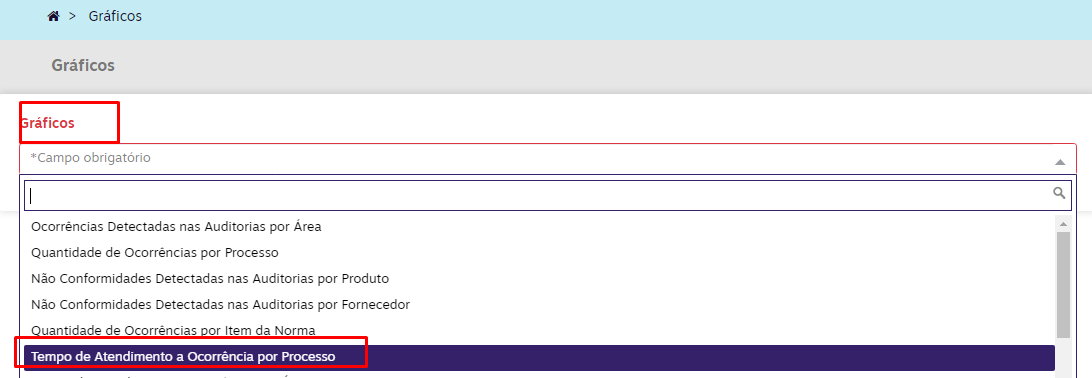 > Gráficos
Gráficos
Gráficos
*Campo obrigatório
Ocorrências Detectadas nas Auditorias por Área
Quantidade de Ocorrências por Processo
Não Conformidades Detectadas nas Auditorias por Produto
Não Conformidades Detectadas nas Auditorias por Fornecedor
Quantidade de Ocorrências por Item da Norma
Tempo de Atendimento a Ocorrência por Processo